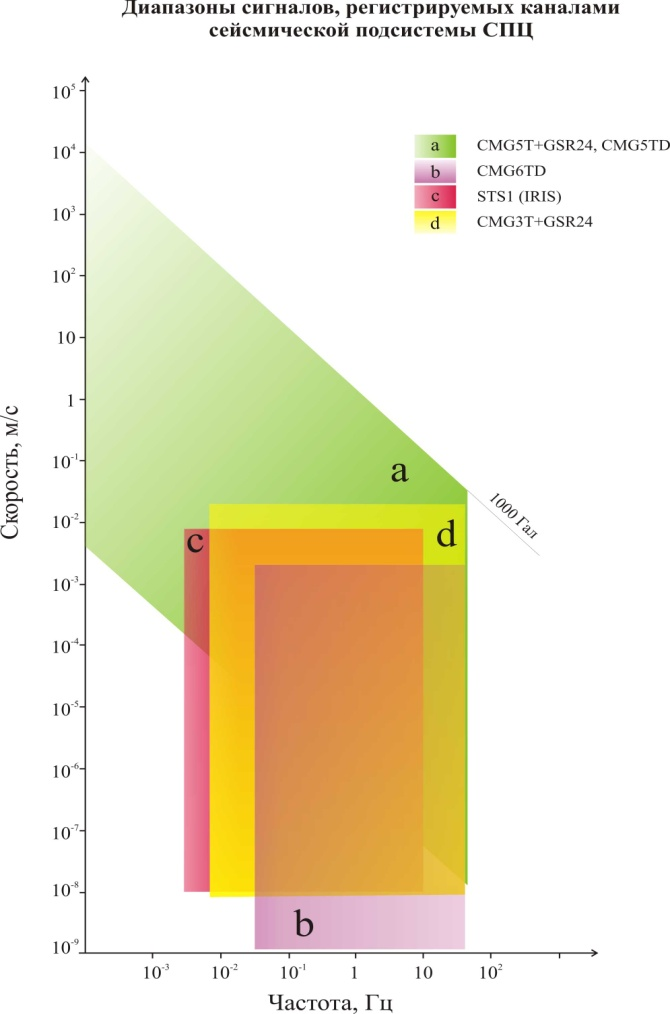 Диапазоны сигналов, регистрируемых каналами
сейсмической подсистемы СПЦ
a CMG5T+GSR24, CMG5TD
b CMG6TD
c STS1 (IRIS)
d CMG3T+GSR24
Скорость, м/с
10⁵
10⁴
10³
10²
10
1
10⁻¹
10⁻²
10⁻³
10⁻⁴
10⁻⁵
10⁻⁶
10⁻⁷
10⁻⁸
10⁻⁹
a
1000 Гал
c
d
b
10⁻³ 10⁻² 10⁻¹ 1 10 10²
Частота, Гц